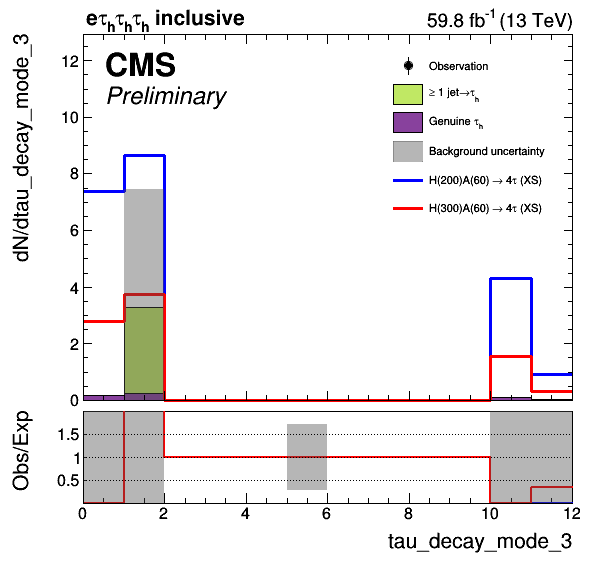 eτhτhτh inclusive 59.8 fb-1 (13 TeV)
CMS
Preliminary
Observation
≥ 1 jet→τh
Genuine τh
Background uncertainty
H(200)A(60) → 4τ (XS)
H(300)A(60) → 4τ (XS)
dN/dtau_decay_mode_3
12
10
8
6
4
2
0
Obs/Exp
1.5
1
0.5
0 2 4 6 8 10 12
tau_decay_mode_3